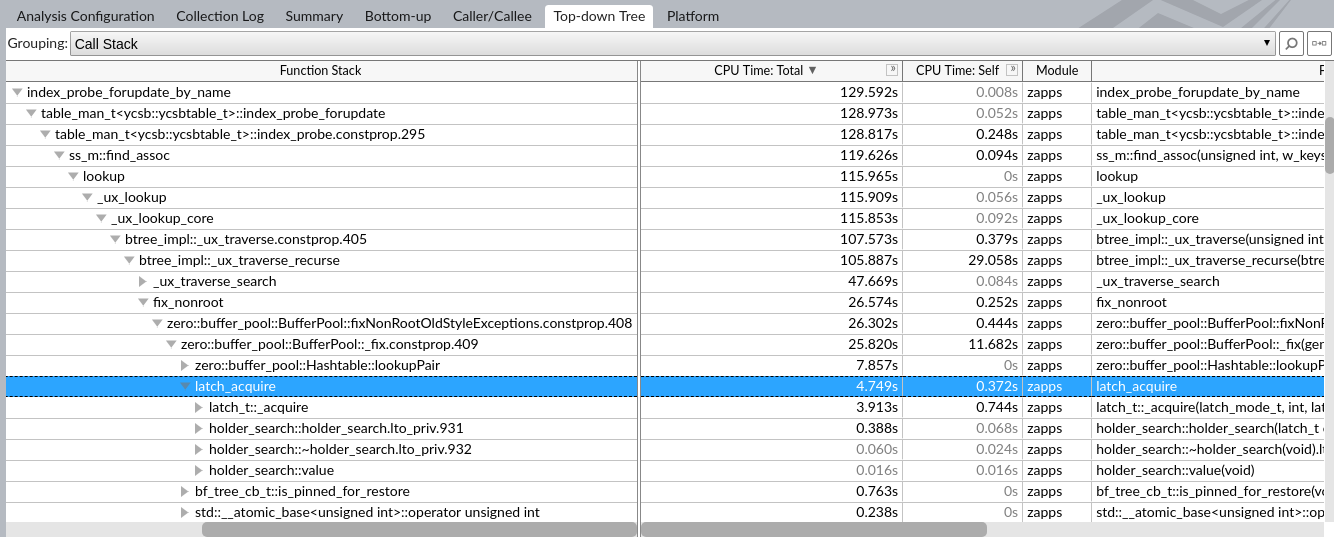 Analysis Configuration Collection Log Summary Bottom-up Caller/Callee Top-down Tree Platform
Grouping: Call Stack
Function Stack CPU Time: Total ▼ CPU Time: Self Module
index_probe_forupdate_by_name 129.592s 0.008s zapps index_probe_forupdate_by_name
table_man_t<ycsb::ycsbtable_t>::index_probe_forupdate 128.973s 0.052s zapps table_man_t<ycsb::ycsbtable_t>::inde
table_man_t<ycsb::ycsbtable_t>::index_probe.constprop.295 128.817s 0.248s zapps table_man_t<ycsb::ycsbtable_t>::inde
ss_m::find_assoc 119.626s 0.094s zapps ss_m::find_assoc(unsigned int, w_keys
lookup 115.965s 0s zapps lookup
_ux_lookup 115.909s 0.056s zapps _ux_lookup
_ux_lookup_core 115.853s 0.092s zapps _ux_lookup_core
btree_impl::_ux_traverse.constprop.405 107.573s 0.379s zapps btree_impl::_ux_traverse(unsigned int
btree_impl::_ux_traverse_recurse 105.887s 29.058s zapps btree_impl::_ux_traverse_recurse(btre
_ux_traverse_search 47.669s 0.084s zapps _ux_traverse_search
fix_nonroot 26.574s 0.252s zapps fix_nonroot
zero::buffer_pool::BufferPool::fixNonRootOldStyleExceptions.constprop.408 26.302s 0.444s zapps zero::buffer_pool::BufferPool::fixNonF
zero::buffer_pool::BufferPool::_fix.constprop.409 25.820s 11.682s zapps zero::buffer_pool::BufferPool::_fix(ger
zero::buffer_pool::Hashtable::lookupPair 7.857s 0s zapps zero::buffer_pool::Hashtable::lookupF
latch_acquire 4.749s 0.372s zapps latch_acquire
latch_t::_acquire 3.913s 0.744s zapps latch_t::_acquire(latch_mode_t, int, lat
holder_search::holder_search.lto_priv.931 0.388s 0.068s zapps holder_search::holder_search(latch_t
holder_search::~holder_search.lto_priv.932 0.060s 0.024s zapps holder_search::~holder_search(void).l
holder_search::value 0.016s 0.016s zapps holder_search::value(void)
bf_tree_cb_t::is_pinned_for_restore 0.763s 0s zapps bf_tree_cb_t::is_pinned_for_restore(v
std::__atomic_base<unsigned int>::operator unsigned int 0.238s 0s zapps std::__atomic_base<unsigned int>::op